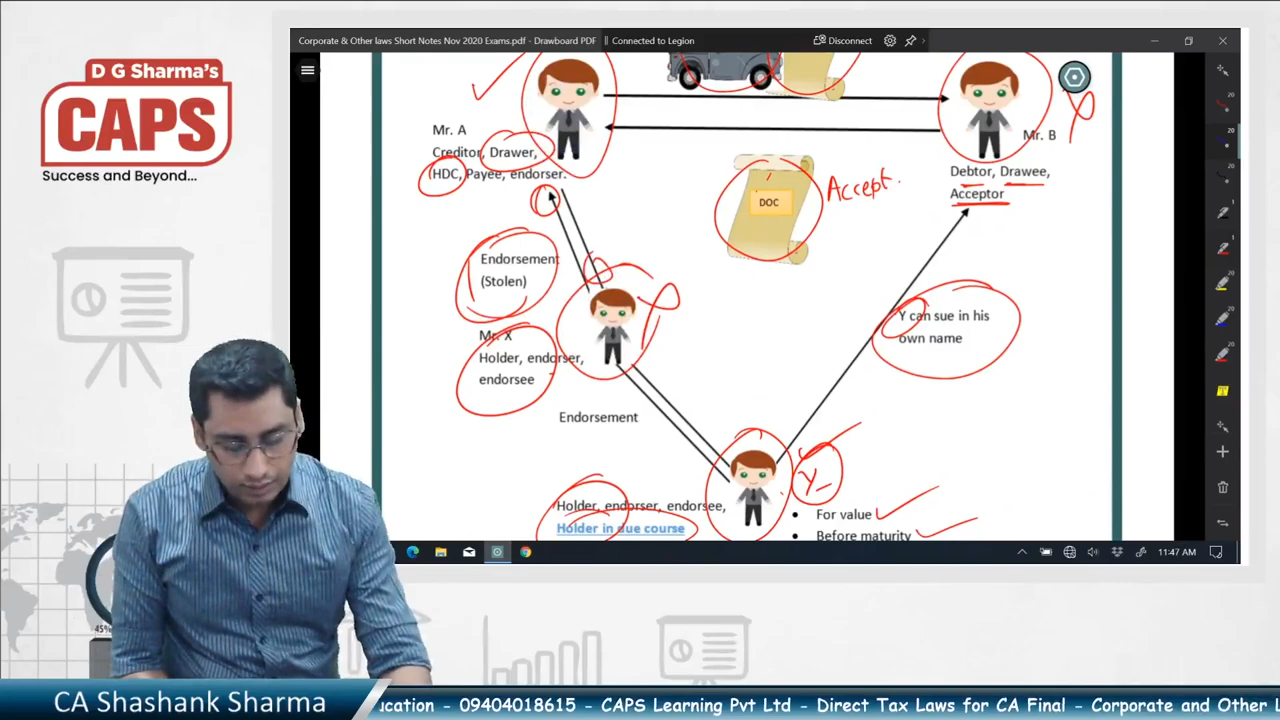 D G Sharma's
CAPS
Success and Beyond...
Corporate & Other laws Short Notes Nov 2020 Exams.pdf - Drawboard PDF
Connected to Legion
Disconnect
Mr. A
Creditor, Drawer,
HDC, Payee, endorser.
Mr. B
Debtor, Drawee,
Acceptor
DOC
Accept.
Endorsement
(Stolen)
Mr. X
Holder, endorser,
endorsee
Y can sue in his
own name
Endorsement
Holder, endorser, endorsee,
Holder in due course
Y
• For value
• Before maturity
11:47 AM
45%
CA Shashank Sharma
ucation - 09404018615 - CAPS Learning Pvt Ltd - Direct Tax Laws for CA Final - Corporate and Other L